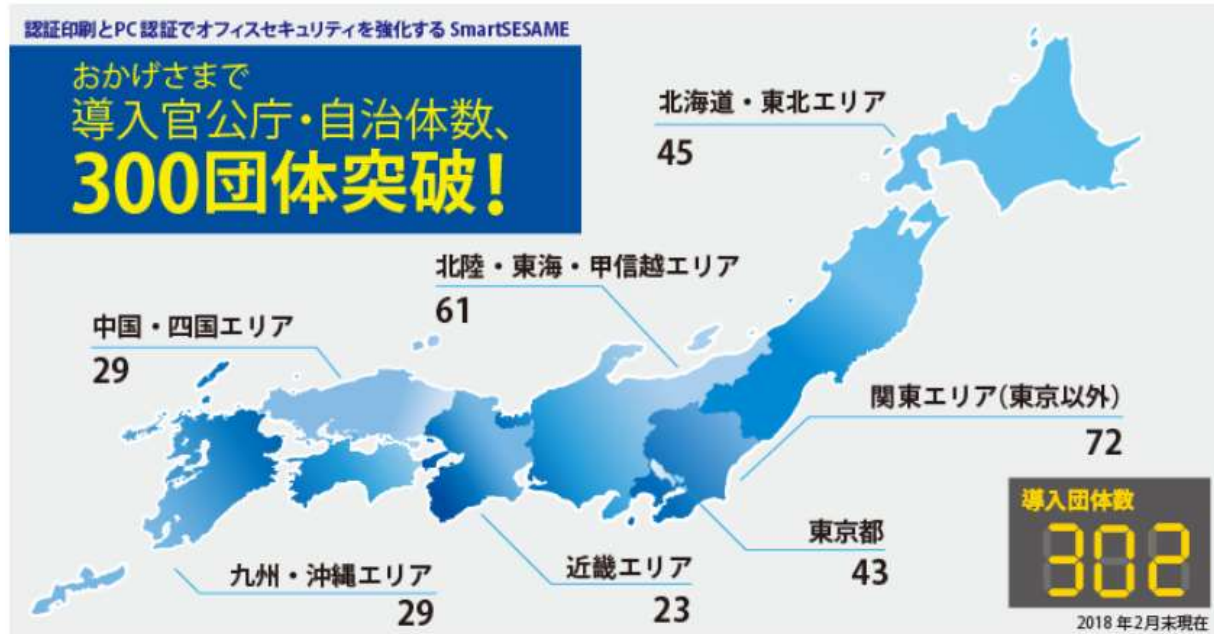 認証印刷とPC認証でオフィスセキュリティを強化する SmartSESAME
おかげさまで
導入官公庁・自治体数、
300団体突破!
北海道・東北エリア
45
北陸・東海・甲信越エリア
61
中国・四国エリア
29
関東エリア(東京以外)
72
東京都
43
近畿エリア
23
九州・沖縄エリア
29
導入団体数
302
2018年2月末現在